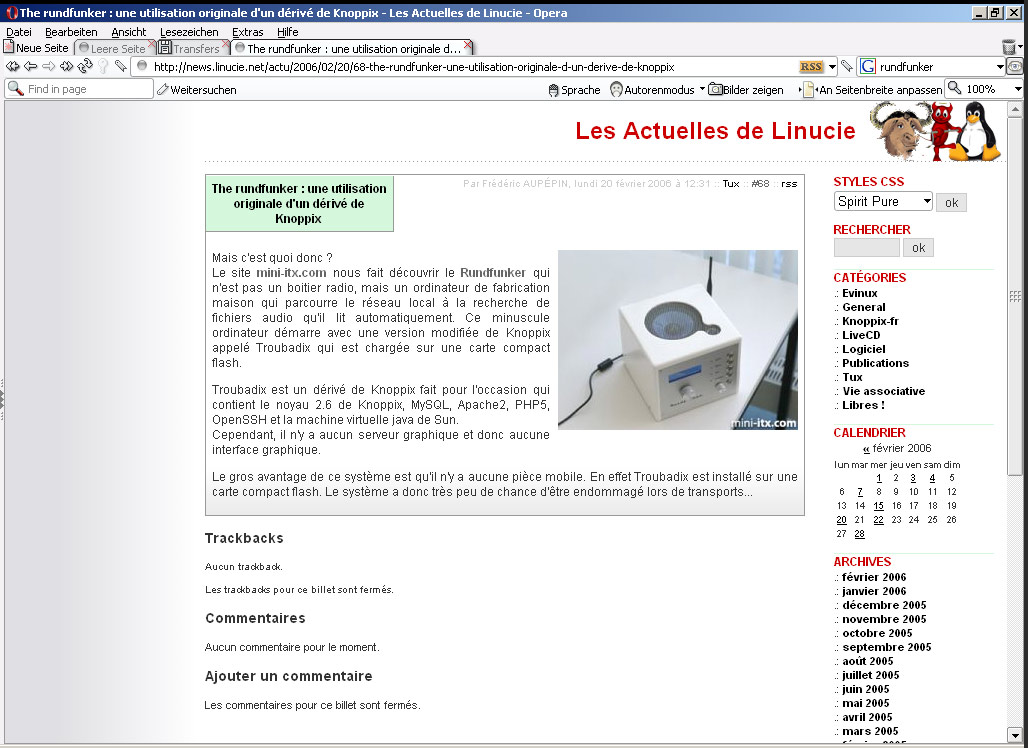 The rundfunker : une utilisation originale d'un dérivé de Knoppix - Les Actuelles de Linucie - Opera
Datei Bearbeiten Ansicht Lesezeichen Extras Hilfe
Neue Seite Leere Seite Transfers The rundfunker : une utilisation originale d...
http://news.linucie.net/actu/2006/02/20/68-the-rundfunker-une-utilisation-originale-d-un-derive-de-knoppix RSS rundfunker
Find in page Weitersuchen Sprache Autorenmodus Bilder zeigen An Seitenbreite anpassen 100%
Les Actuelles de Linucie
The rundfunker : une utilisation
originale d'un dérivé de
Knoppix
Par Frédéric AUPÉPIN, lundi 20 février 2006 à 12:31 :: Tux :: #68 :: rss
Mais c'est quoi donc ?
Le site mini-itx.com nous fait découvrir le Rundfunker qui
n'est pas un boitier radio, mais un ordinateur de fabrication
maison qui parcourre le réseau local à la recherche de
fichiers audio qu'il lit automatiquement. Ce minuscule
ordinateur démarre avec une version modifiée de Knoppix
appelé Troubadix qui est chargée sur une carte compact
flash.
mini-itx.com
Troubadix est un dérivé de Knoppix fait pour l'occasion qui
contient le noyau 2.6 de Knoppix, MySQL, Apache2, PHP5,
OpenSSH et la machine virtuelle java de Sun.
Cependant, il n'y a aucun serveur graphique et donc aucune
interface graphique.
Le gros avantage de ce système est qu'il n'y a aucune pièce mobile. En effet Troubadix est installé sur une
carte compact flash. Le système a donc très peu de chance d'être endommagé lors de transports...
Trackbacks
Aucun trackback.
Les trackbacks pour ce billet sont fermés.
Commentaires
Aucun commentaire pour le moment.
Ajouter un commentaire
Les commentaires pour ce billet sont fermés.
STYLES CSS
Spirit Pure ok
RECHERCHER
ok
CATÉGORIES
.: Evinux
.: General
.: Knoppix-fr
.: LiveCD
.: Logiciel
.: Publications
.: Tux
.: Vie associative
.: Libres !
CALENDRIER
« février 2006
lun mar mer jeu ven sam dim
1 2 3 4 5
6 7 8 9 10 11 12
13 14 15 16 17 18 19
20 21 22 23 24 25 26
27 28
ARCHIVES
.: février 2006
.: janvier 2006
.: décembre 2005
.: novembre 2005
.: octobre 2005
.: septembre 2005
.: août 2005
.: juillet 2005
.: juin 2005
.: mai 2005
.: avril 2005
.: mars 2005